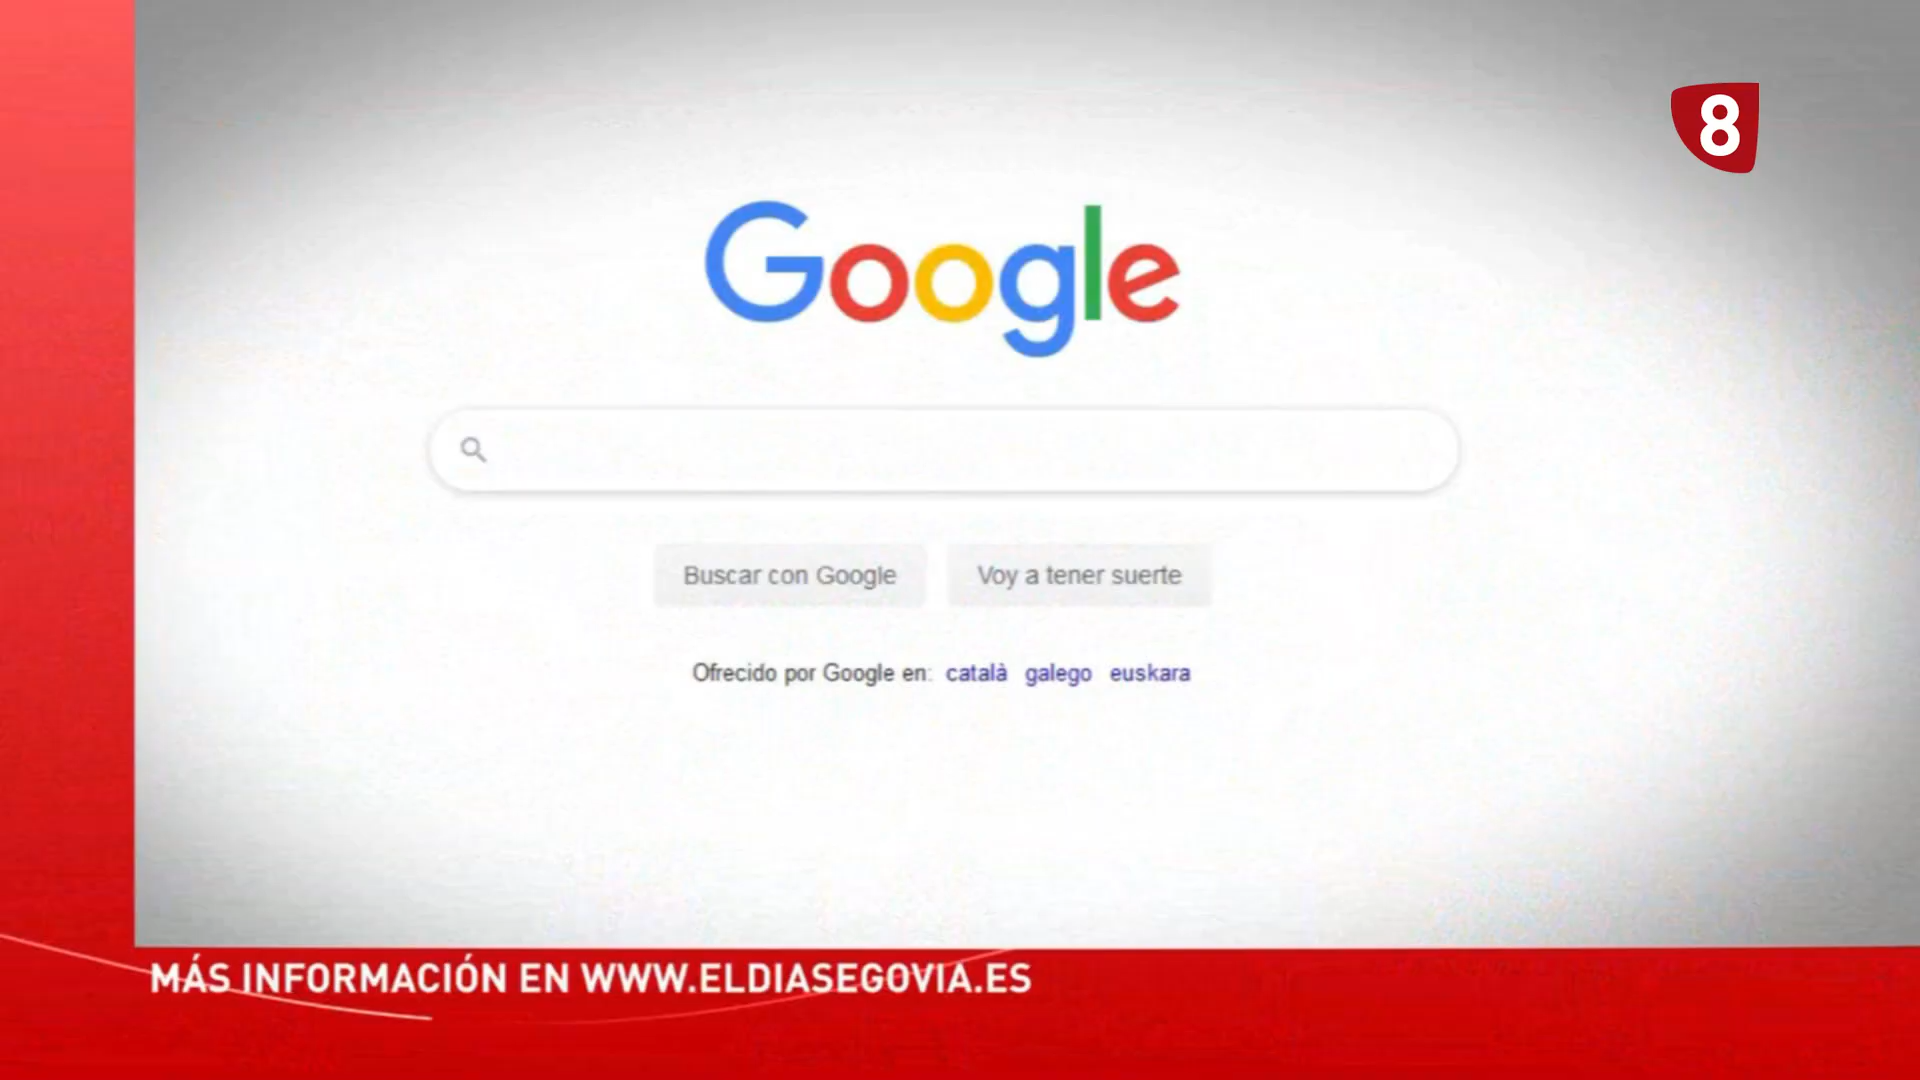 8
Google
Buscar con Google
Voy a tener suerte
Ofrecido por Google en: català galego euskara
MÁS INFORMACIÓN EN WWW.ELDIASEGOVIA.ES